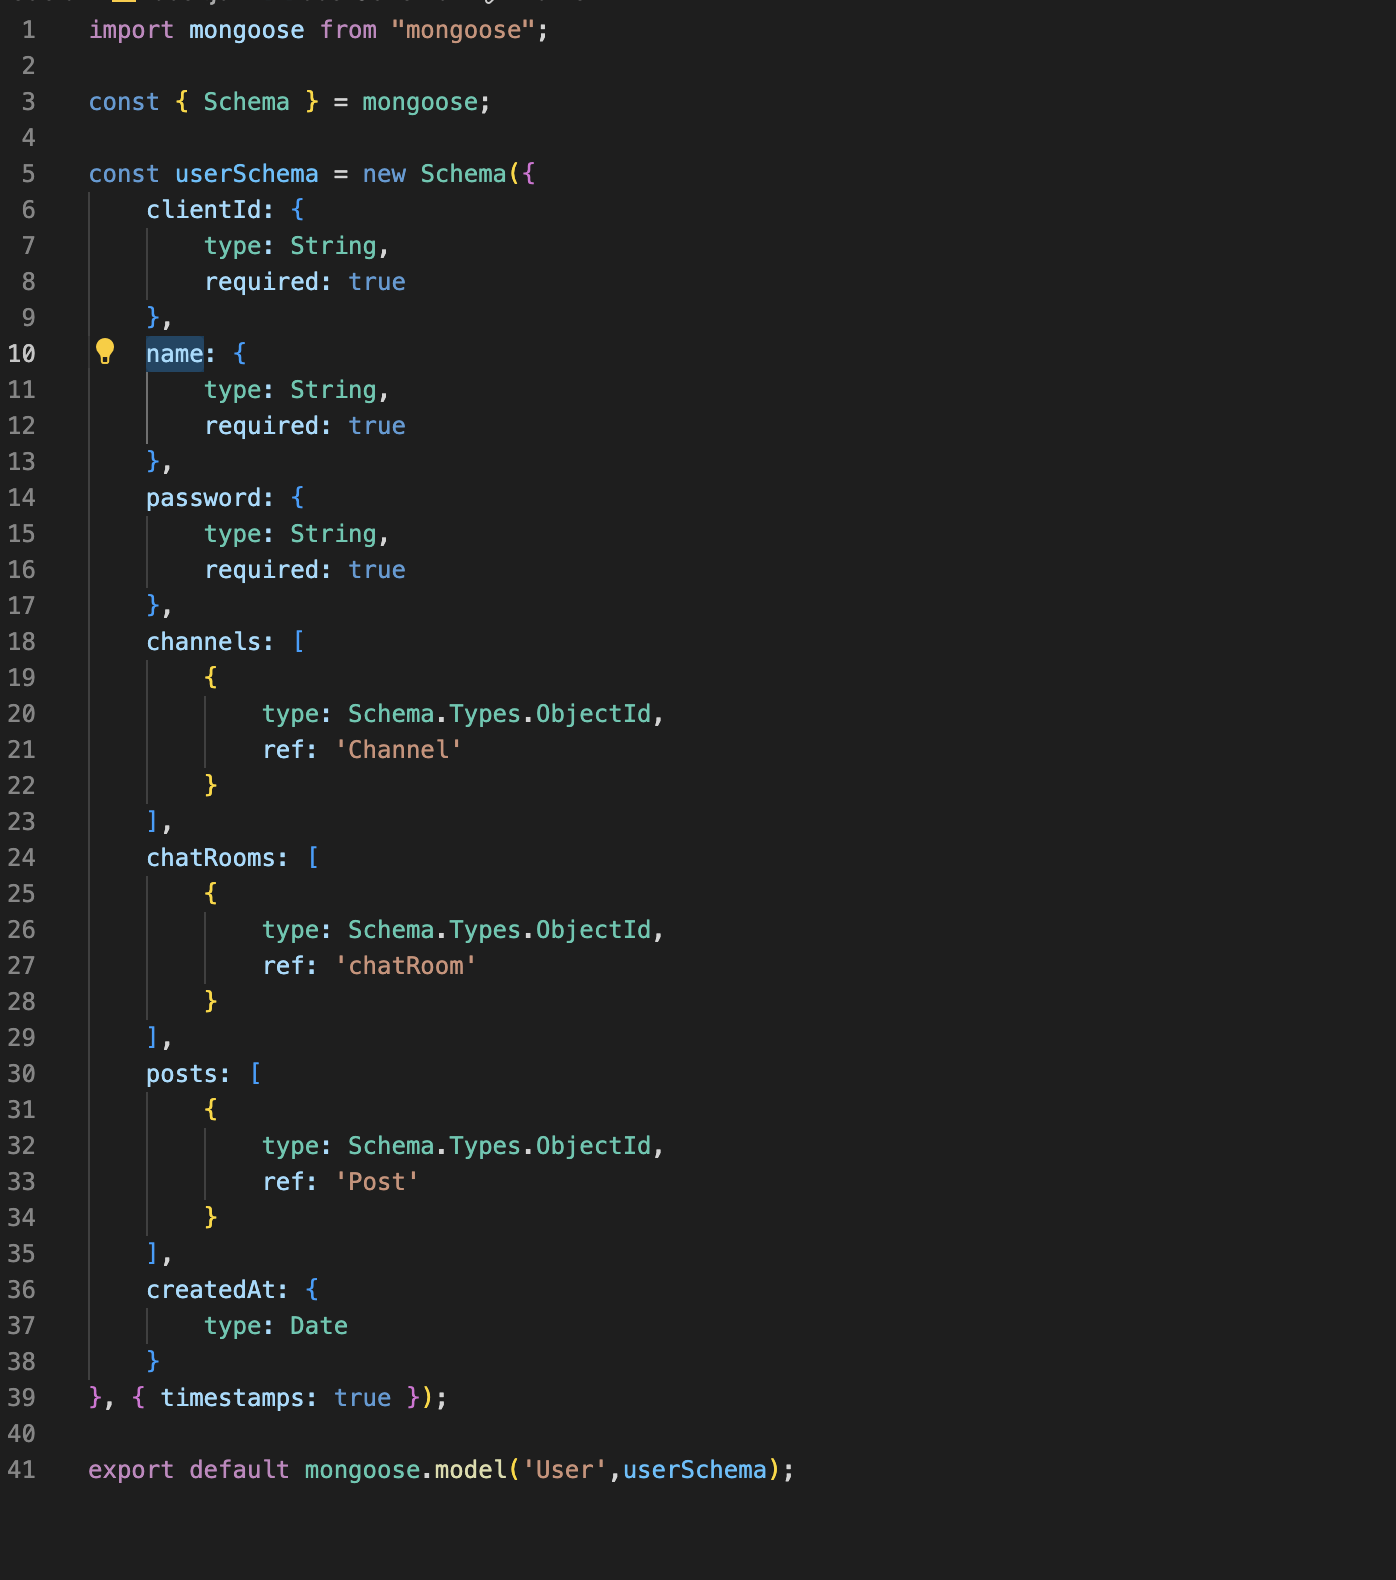 1 import mongoose from "mongoose";
2
3 const { Schema } = mongoose;
4
5 const userSchema = new Schema({
6 clientId: {
7 type: String,
8 required: true
9 },
10 name: {
11 type: String,
12 required: true
13 },
14 password: {
15 type: String,
16 required: true
17 },
18 channels: [
19 {
20 type: Schema.Types.ObjectId,
21 ref: 'Channel'
22 }
23 ],
24 chatRooms: [
25 {
26 type: Schema.Types.ObjectId,
27 ref: 'chatRoom'
28 }
29 ],
30 posts: [
31 {
32 type: Schema.Types.ObjectId,
33 ref: 'Post'
34 }
35 ],
36 createdAt: {
37 type: Date
38 }
39 }, { timestamps: true });
40
41 export default mongoose.model('User',userSchema);